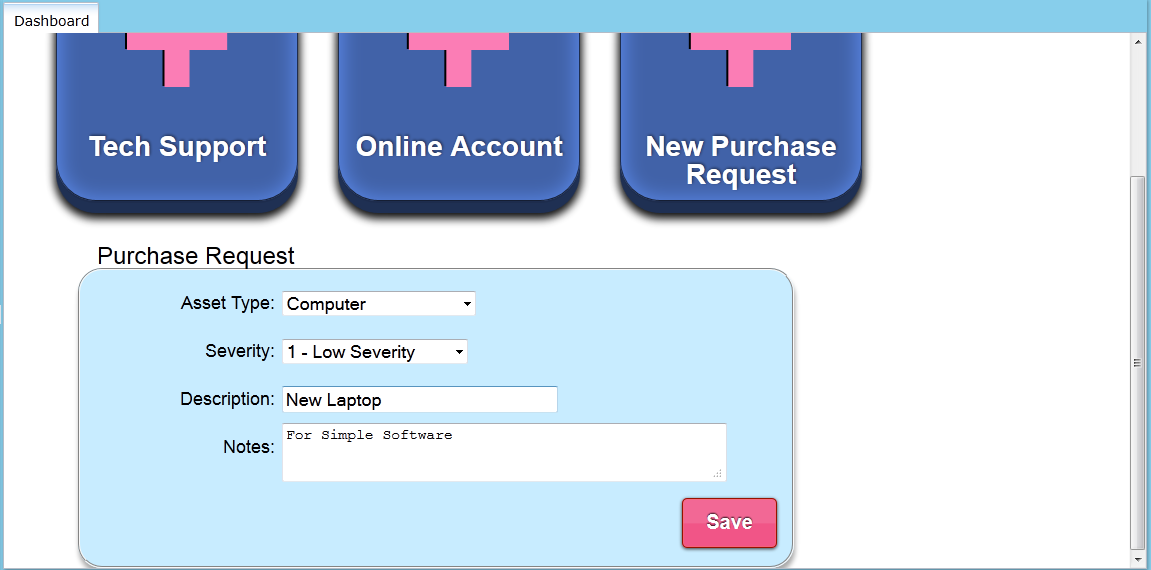 Dashboard
Tech Support
Online Account
New Purchase
Request
Purchase Request
Asset Type: Computer
Severity: 1 - Low Severity
Description: New Laptop
Notes: For Simple Software
Save